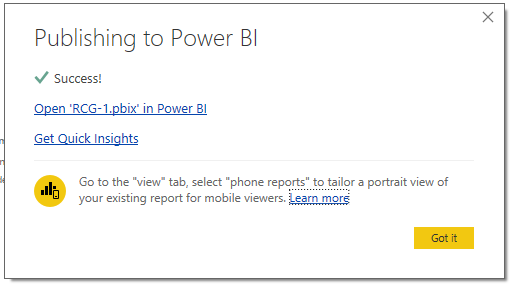 Publishing to Power BI
Success!
Open 'RCG-1.pbix' in Power BI
Get Quick Insights
Go to the "view" tab, select "phone reports" to tailor a portrait view of
your existing report for mobile viewers. Learn more
Got it